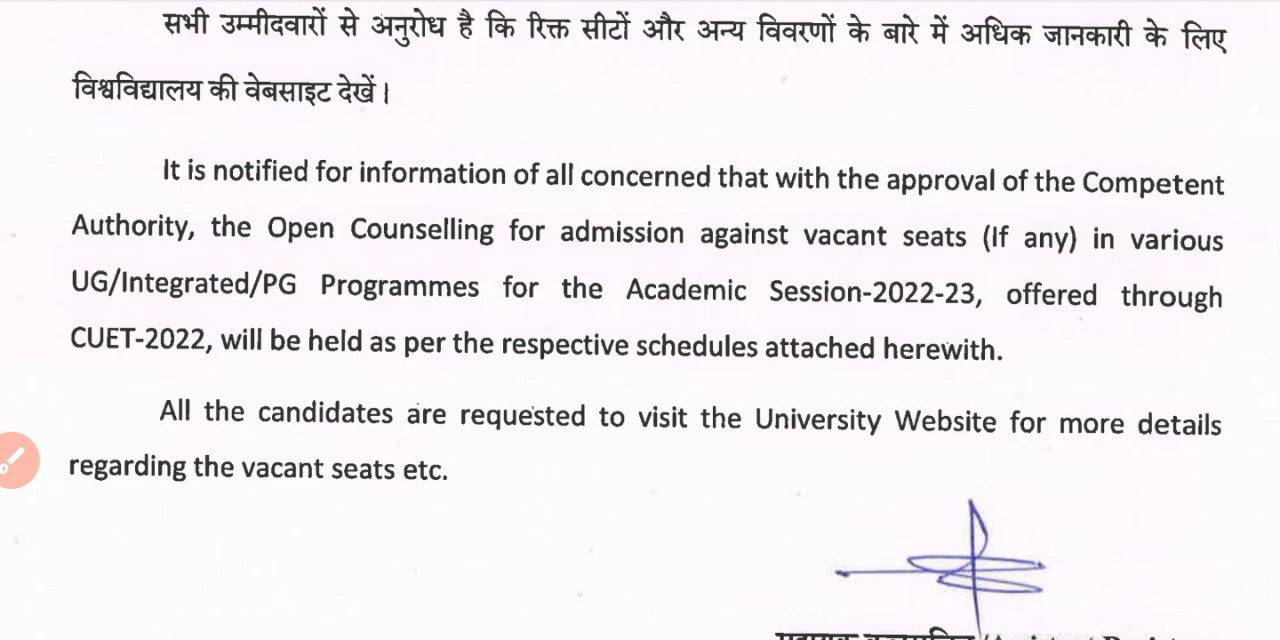 सभी उम्मीदवारों से अनुरोध है कि रिक्त सीटों और अन्य विवरणों के बारे में अधिक जानकारी के लिए
विश्वविद्यालय की वेबसाइट देखें।
It is notified for information of all concerned that with the approval of the Competent
Authority, the Open Counselling for admission against vacant seats (If any) in various
UG/Integrated/PG Programmes for the Academic Session-2022-23, offered through
CUET-2022, will be held as per the respective schedules attached herewith.
All the candidates are requested to visit the University Website for more details
regarding the vacant seats etc.